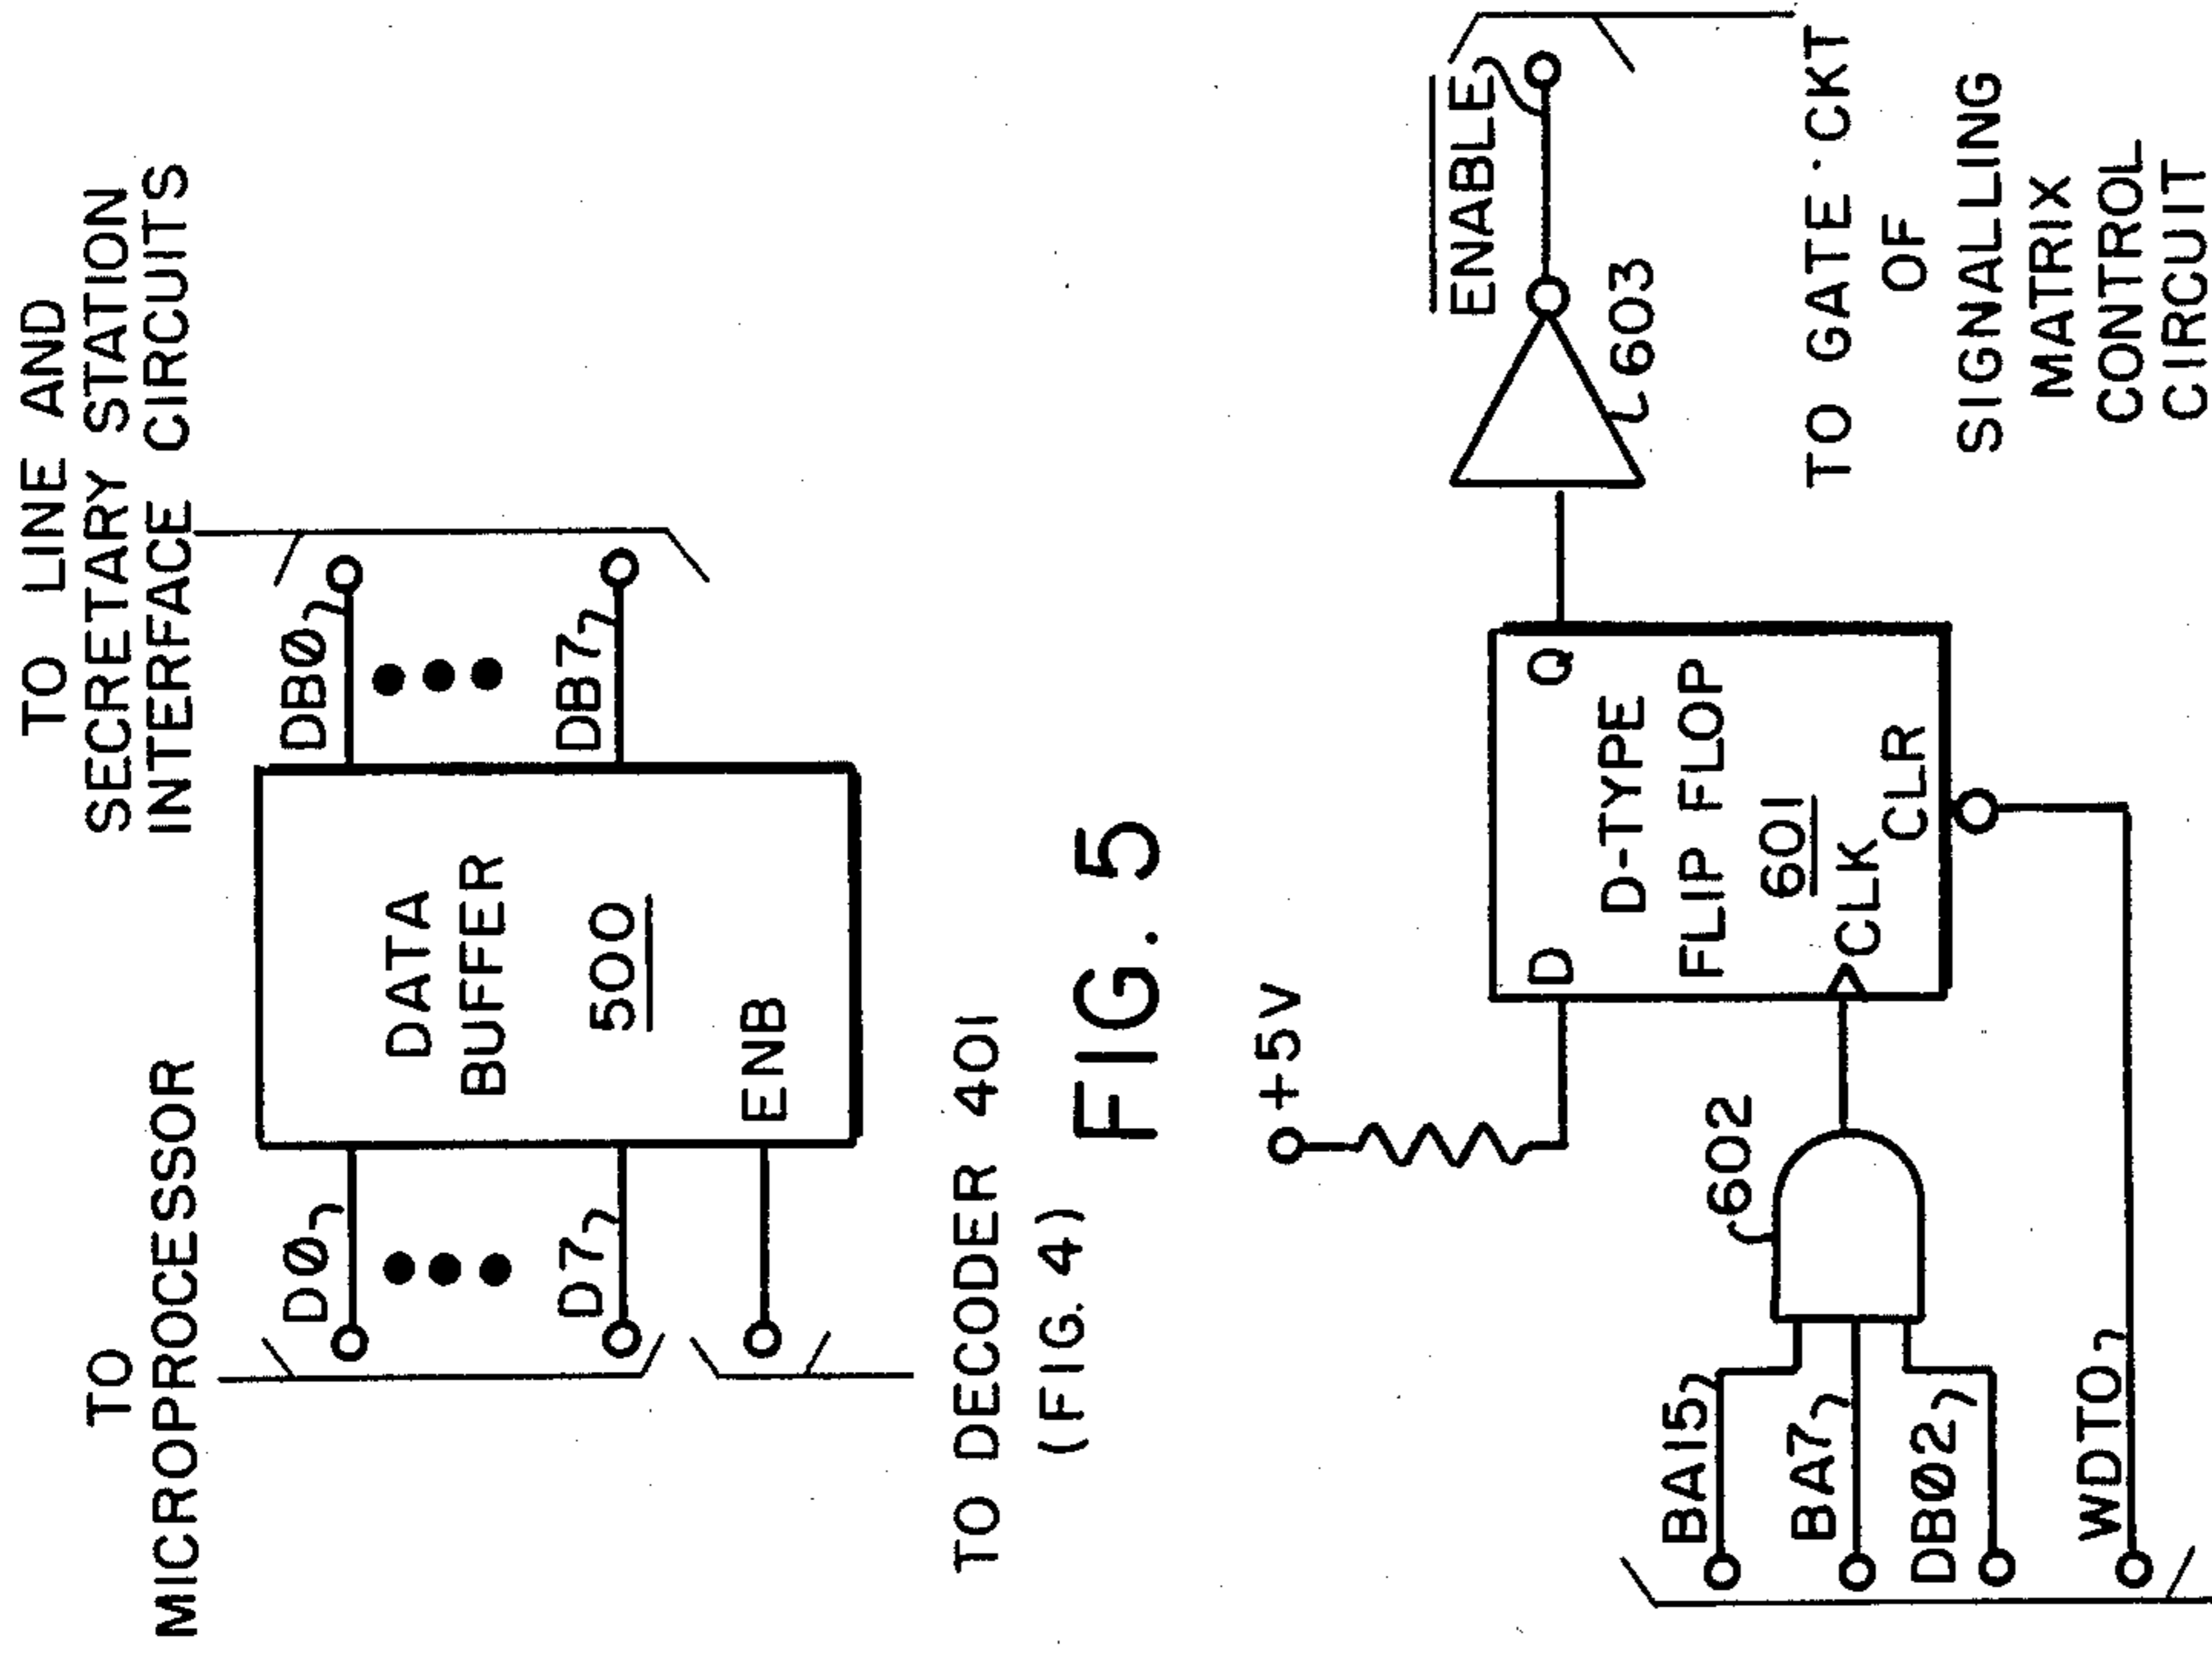 TO
MICROPROCESSOR
TO LINE AND
SECRETARY STATION
INTERFACE CIRCUITS
D0
D7
DATA
BUFFER
500
ENB
DB0
DB7
TO DECODER 401
(FIG. 4)
FIG. 5
+5V
BA15
BA7
DB02
WDTO
602
D
Q
D-TYPE
FLIP FLOP
601
CLK
CLR
603
ENABLE
TO GATE CKT
OF
SIGNALLING
MATRIX
CONTROL
CIRCUIT